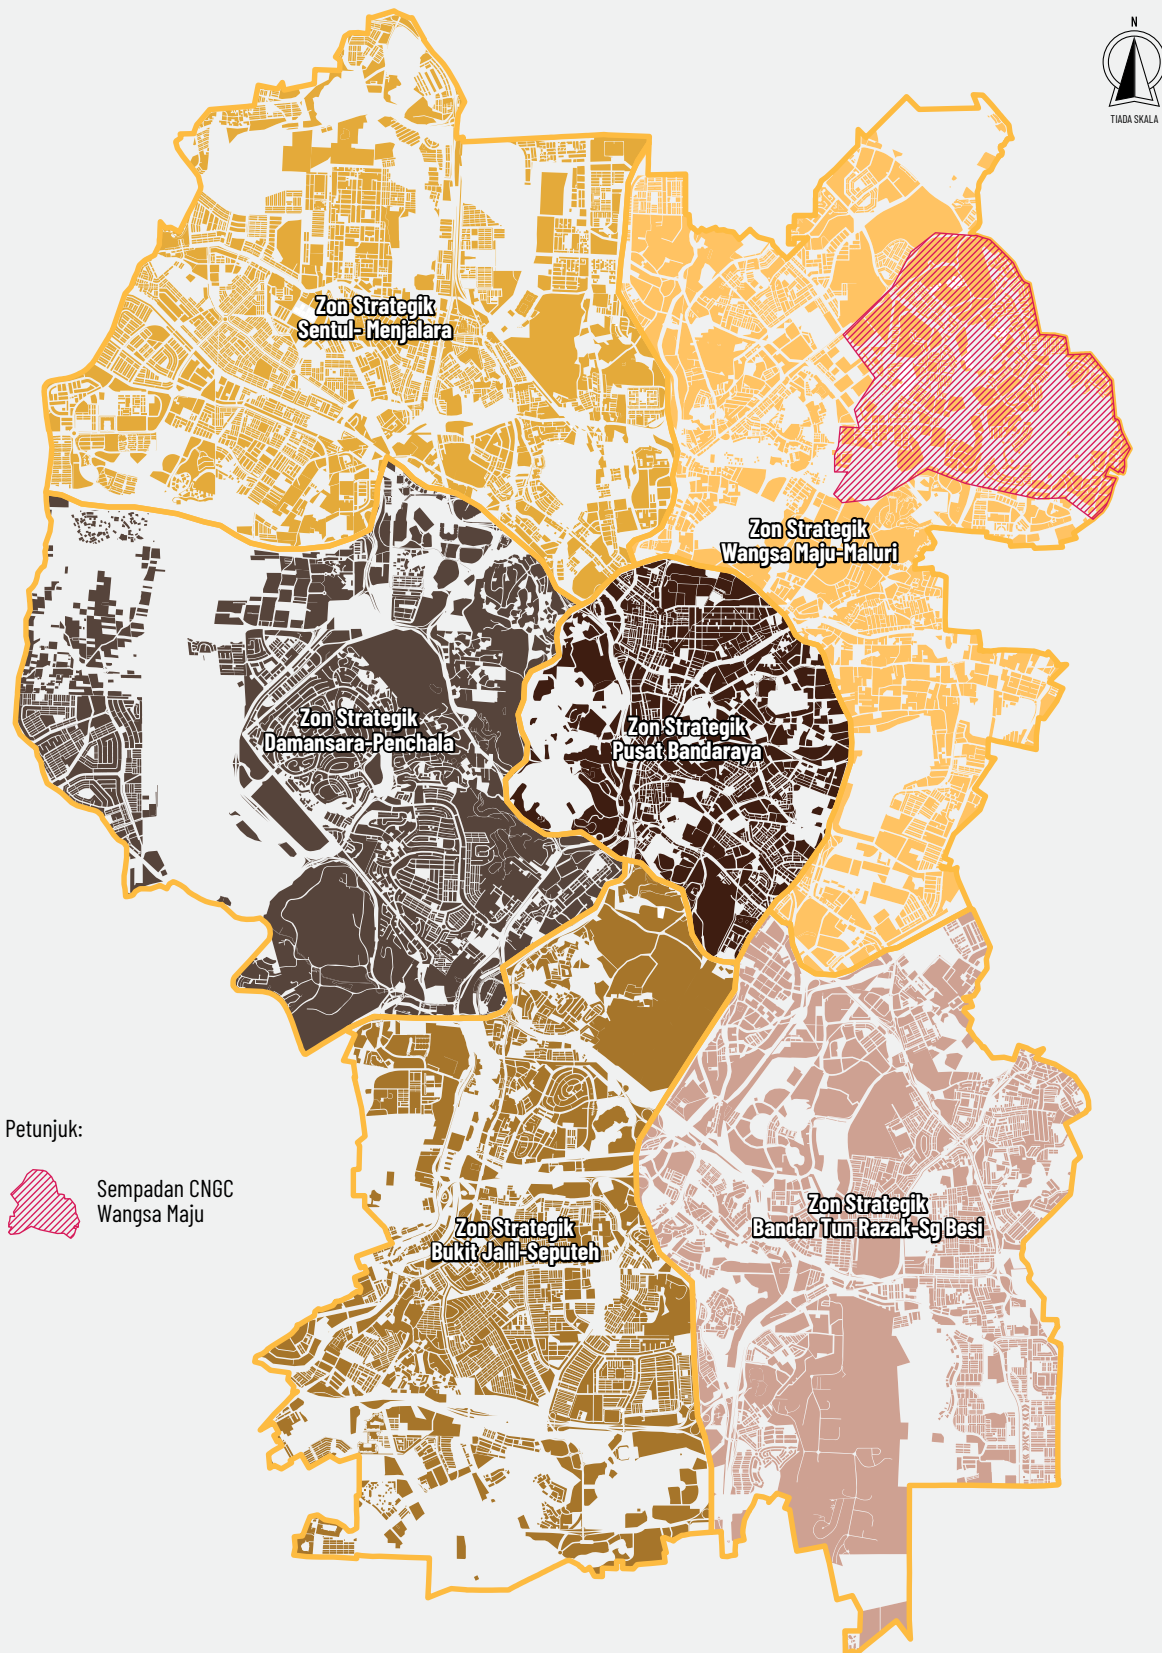 N
TIADA SKALA
Zon Strategik
Sentul- Menjalara
Zon Strategik
Wangsa Maju-Maluri
Zon Strategik
Damansara-Penchala
Zon Strategik
Pusat Bandaraya
Petunjuk:
Sempadan CNGC
Wangsa Maju
Zon Strategik
Bandar Tun Razak-Sg Besi
Zon Strategik
Bukit Jalil-Seputeh